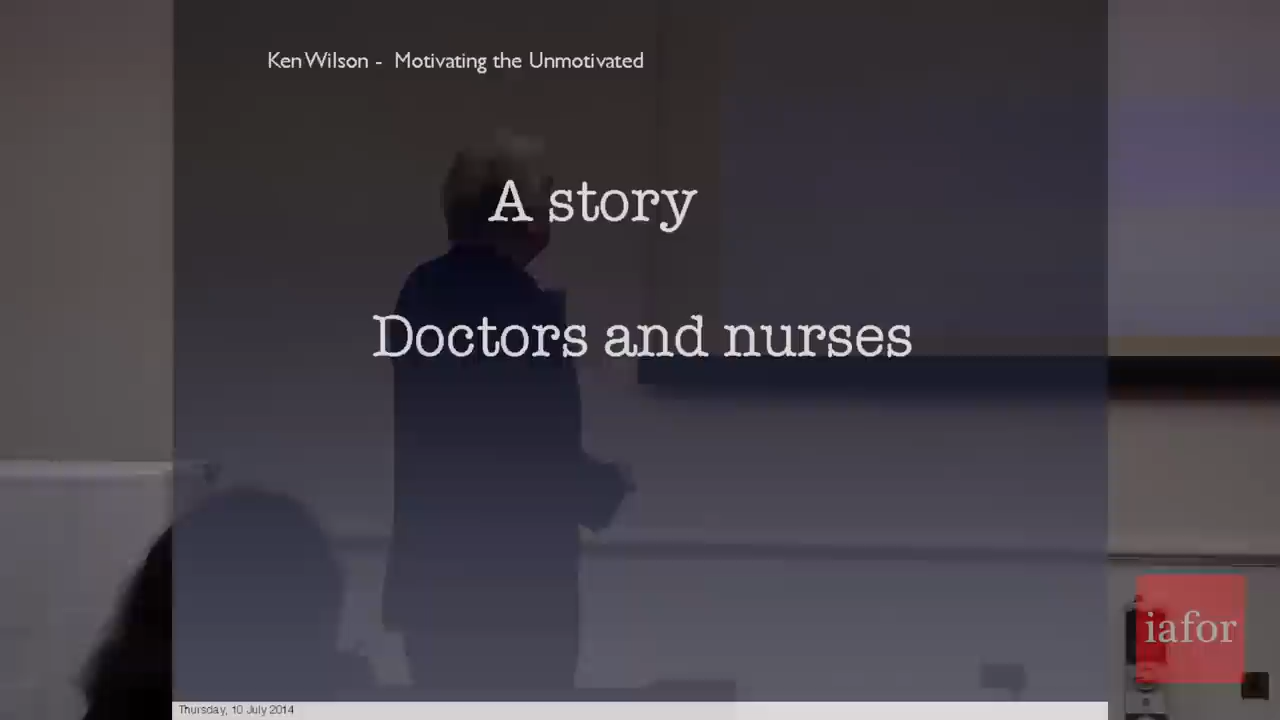 Ken Wilson - Motivating the Unmotivated
A story
Doctors and nurses
iafor
Thursday, 10 July 2014